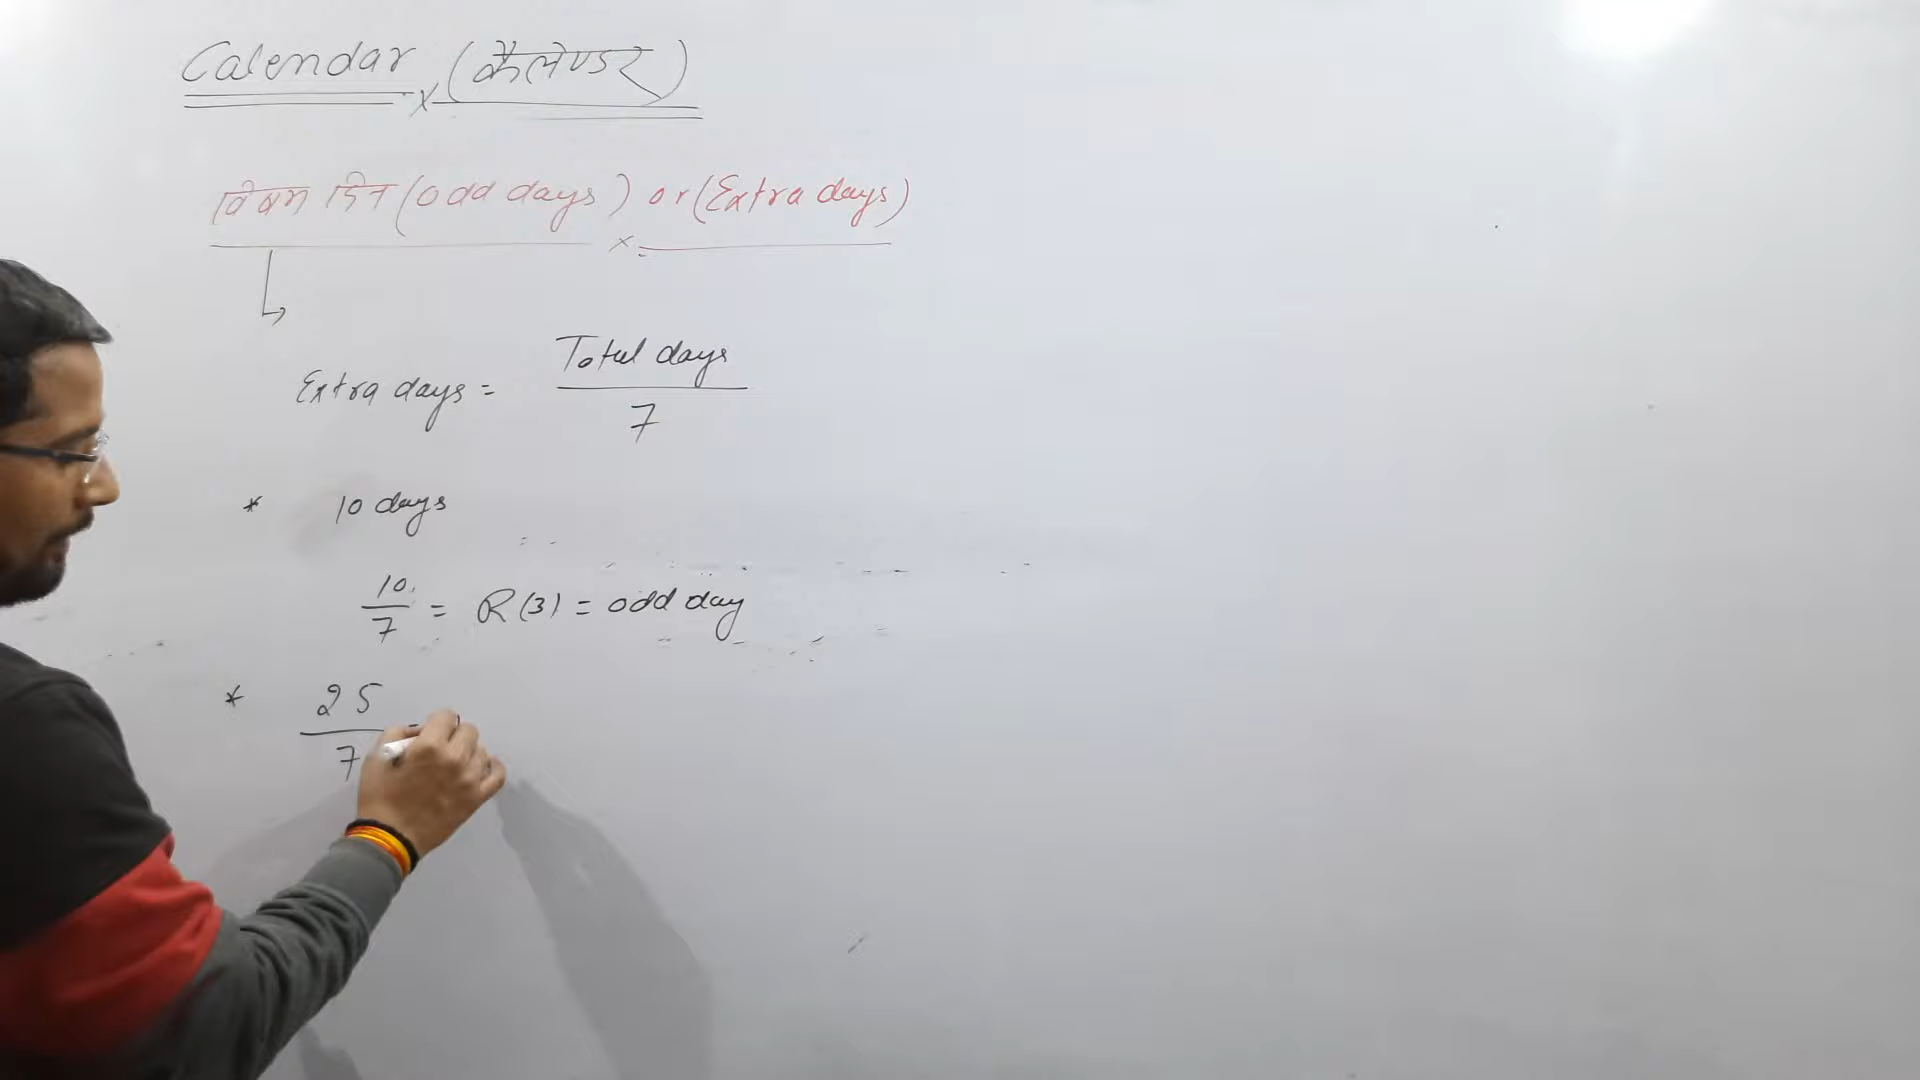 Calendar (कैलेण्डर)
विषम दिन (odd days) or (Extra days)
Extra days = Total days / 7
* 10 days
10 / 7 = R (3) = odd day
* 25 / 7 =